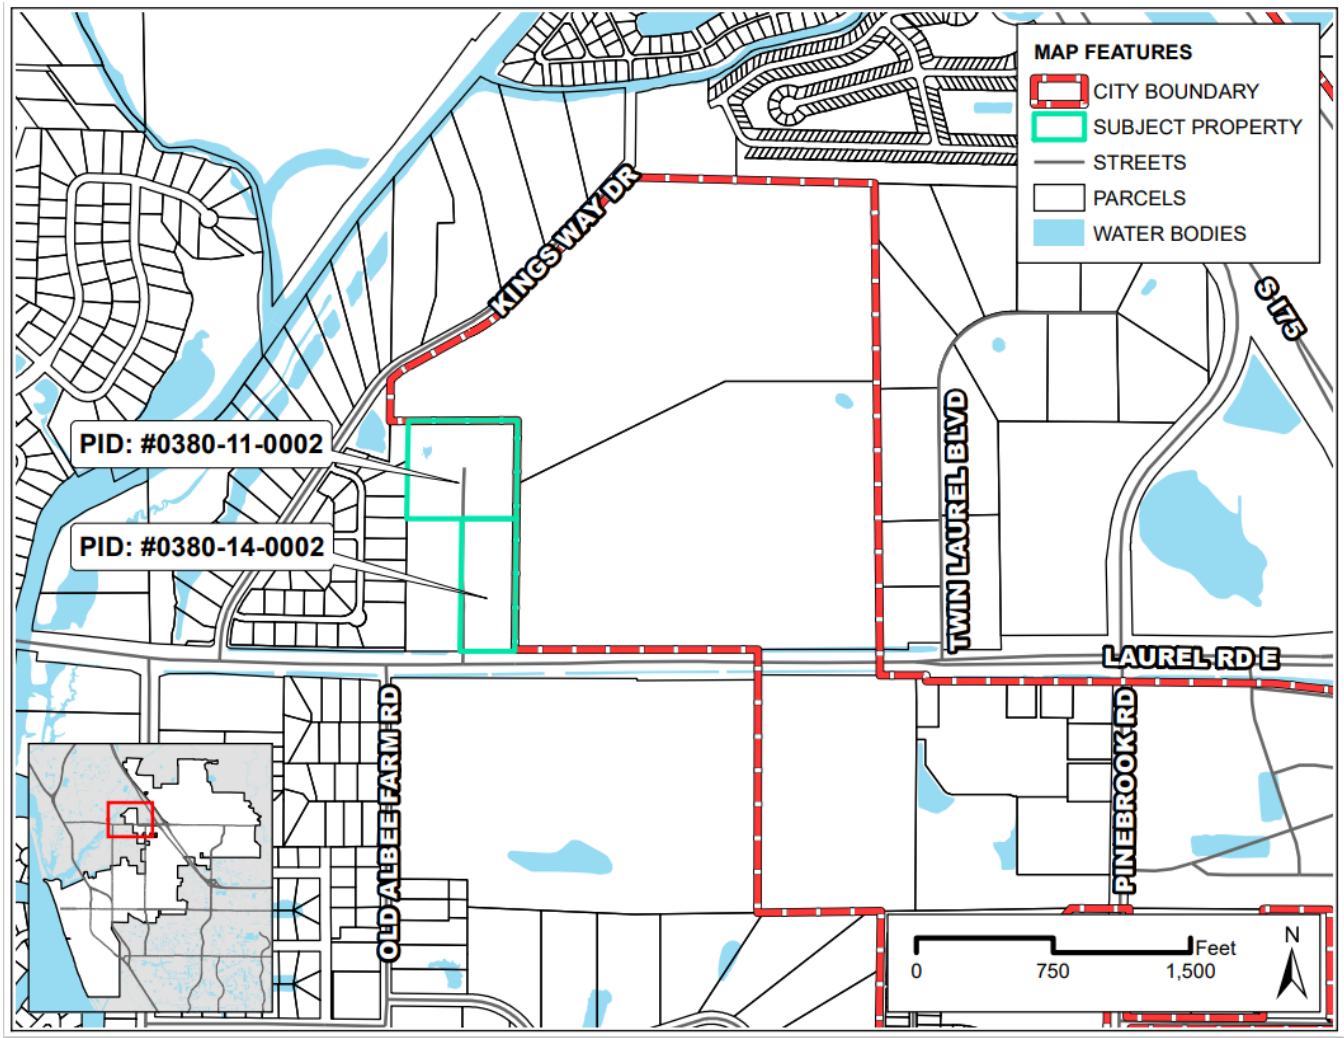 MAP FEATURES
CITY BOUNDARY
SUBJECT PROPERTY
STREETS
PARCELS
WATER BODIES
KINGS WAY DR
S I75
PID: #0380-11-0002
TWIN LAUREL BLVD
PID: #0380-14-0002
LAUREL RD E
OLD ALBEE FARM RD
PINEBROOK RD
N
Feet
0 750 1,500